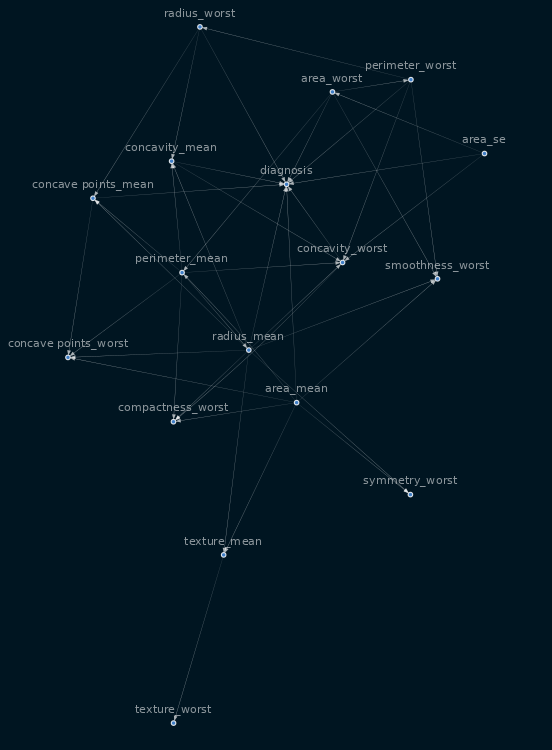 radius_worst
perimeter_worst
area_worst
area_se
concavity_mean
diagnosis
concave points_mean
concavity_worst
perimeter_mean
smoothness_worst
radius_mean
concave points_worst
area_mean
compactness_worst
symmetry_worst
texture_mean
texture_worst